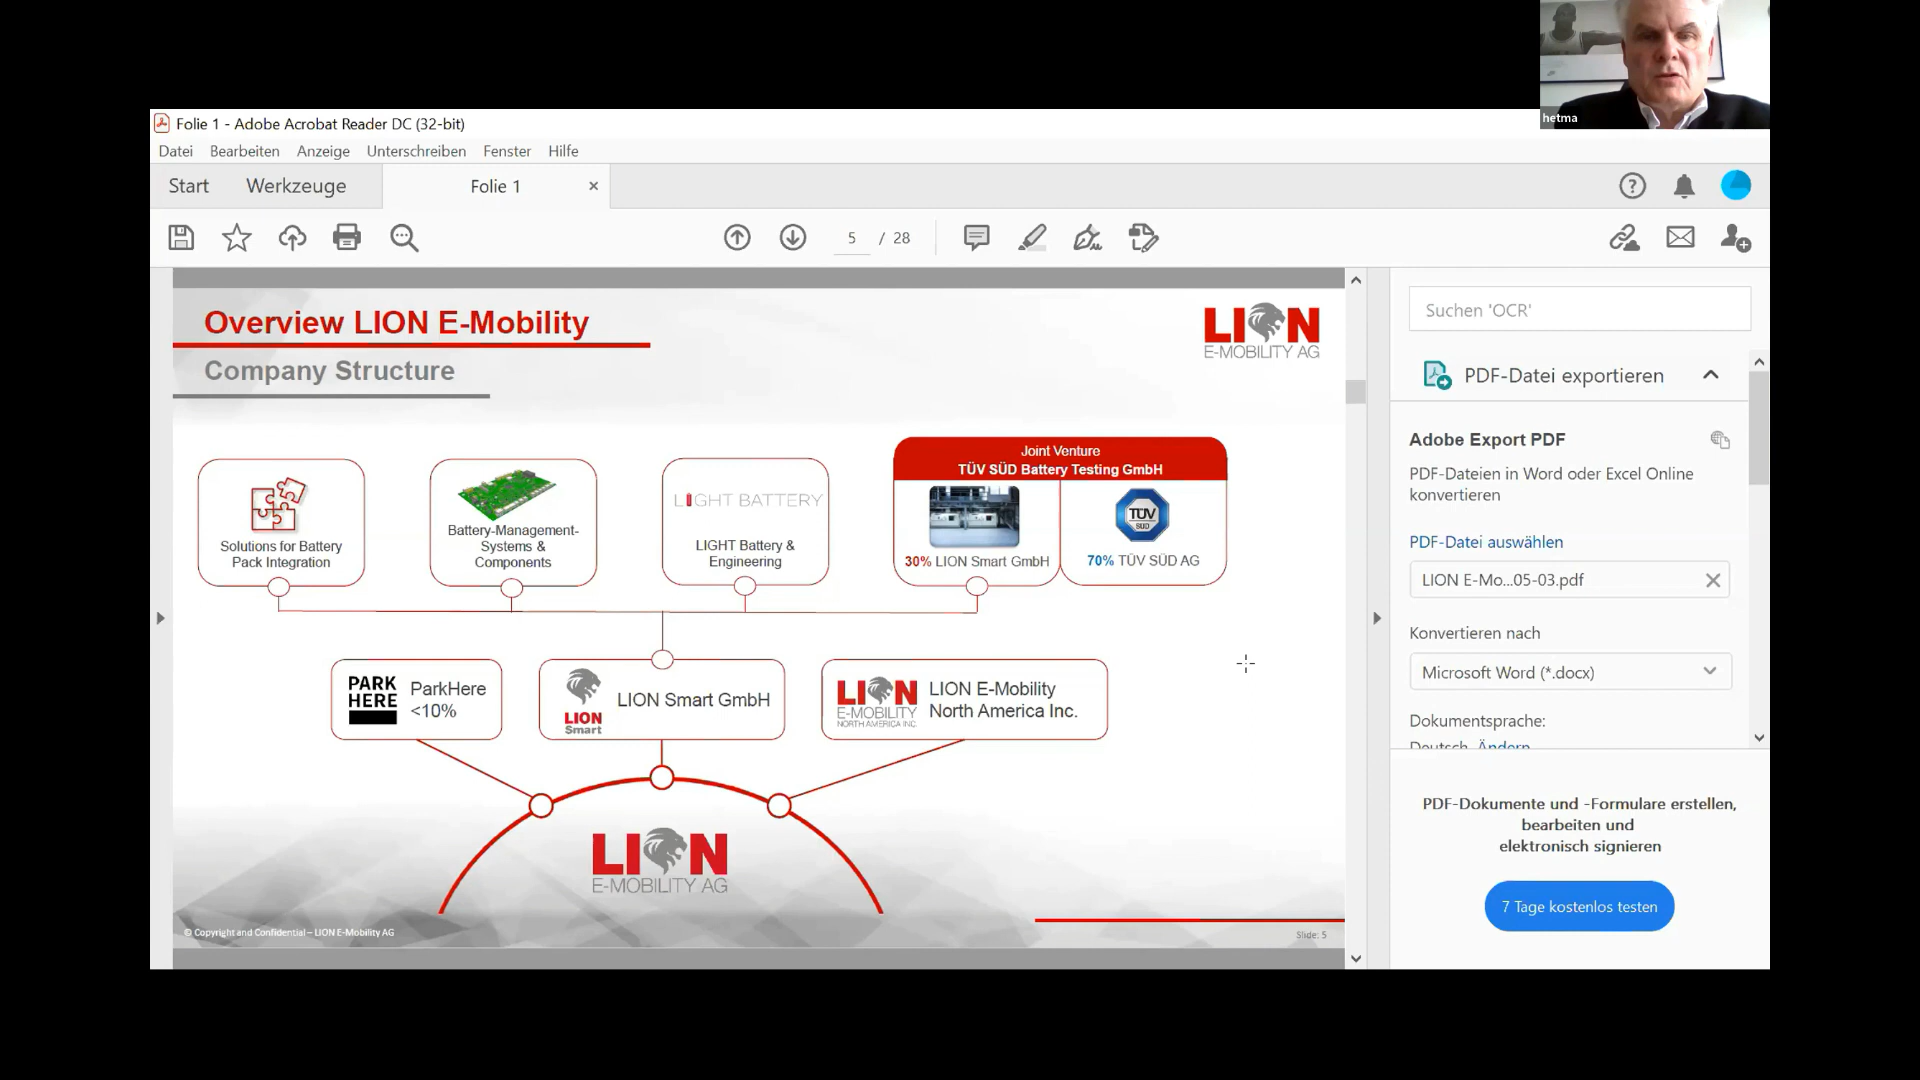 hetma
Folie 1 - Adobe Acrobat Reader DC (32-bit)
Datei Bearbeiten Anzeige Unterschreiben Fenster Hilfe
Start Werkzeuge Folie 1
5 / 28
Overview LION E-Mobility
Company Structure
LION
E-MOBILITY AG
Solutions for Battery
Pack Integration
Battery-Management-
Systems &
Components
LIGHT BATTERY
LIGHT Battery &
Engineering
Joint Venture
TÜV SÜD Battery Testing GmbH
30% LION Smart GmbH
TÜV
SÜD
70% TÜV SÜD AG
PARK
HERE
ParkHere
<10%
LION
Smart
LION Smart GmbH
LION
E-MOBILITY
NORTH AMERICA INC.
LION E-Mobility
North America Inc.
LION
E-MOBILITY AG
© Copyright and Confidential – LION E-Mobility AG
Slide: 5
Suchen 'OCR'
PDF-Datei exportieren
Adobe Export PDF
PDF-Dateien in Word oder Excel Online
konvertieren
PDF-Datei auswählen
LION E-Mo...05-03.pdf
Konvertieren nach
Microsoft Word (*.docx)
Dokumentsprache:
Deutsch Ändern
PDF-Dokumente und -Formulare erstellen,
bearbeiten und
elektronisch signieren
7 Tage kostenlos testen